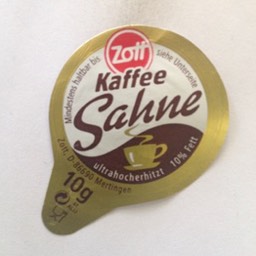 Zott
Mindestens haltbar bis: siehe Unterseite
Kaffee
Sahne
ultrahocherhitzt 10% Fett
Zott, D-86690 Mertingen
10g